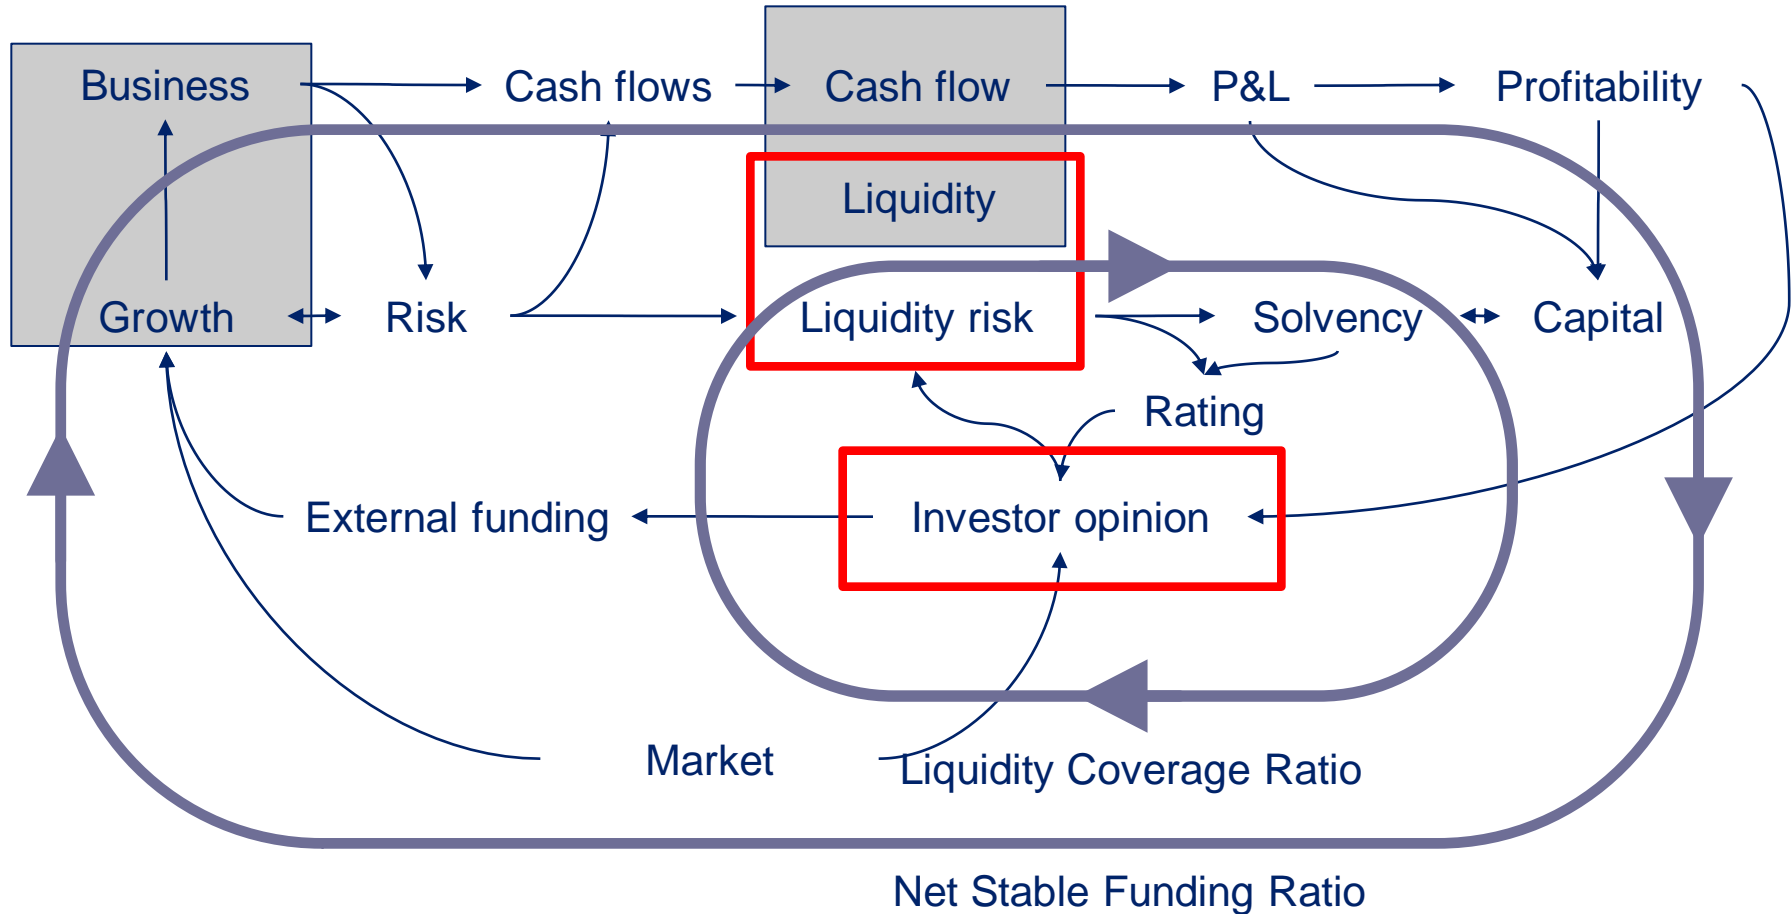 Business
Cash flows
Cash flow
P&L
Profitability
Liquidity
Growth
Risk
Liquidity risk
Solvency
Capital
Rating
External funding
Investor opinion
Market
Liquidity Coverage Ratio
Net Stable Funding Ratio